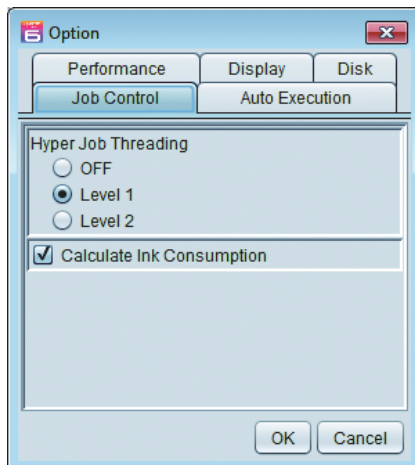 Option
Performance Display Disk
Job Control Auto Execution
Hyper Job Threading
OFF
Level 1
Level 2
Calculate Ink Consumption
OK Cancel